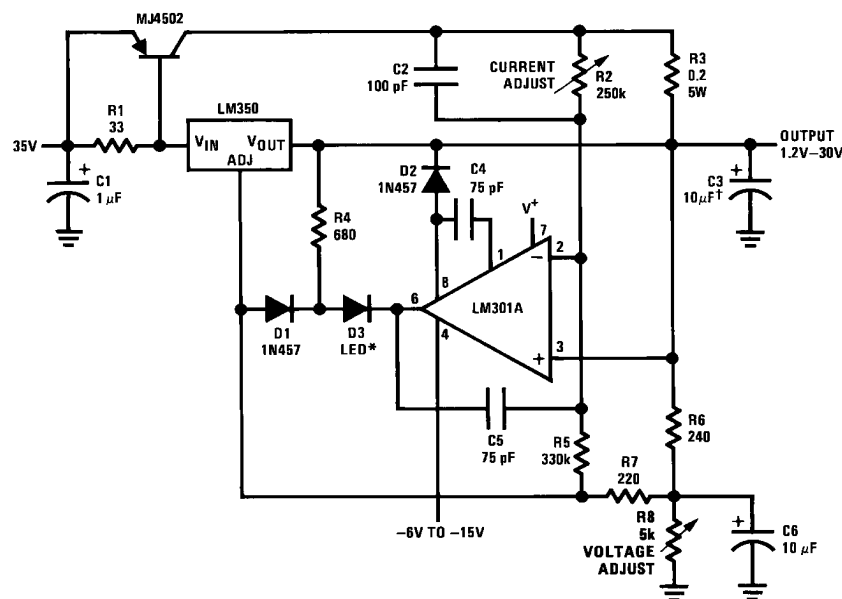 MJ4502
C2
100 pF
CURRENT
ADJUST
R2
250k
R3
0.2
5W
R1
33
LM350
35V
VIN
VOUT
ADJ
OUTPUT
1.2V–30V
C1
1 μF
D2
1N457
C4
75 pF
C3
10μF†
R4
680
V+
7
1
2
–
8
6
LM301A
4
3
+
D1
1N457
D3
LED*
C5
75 pF
R5
330k
R6
240
R7
220
R8
5k
VOLTAGE
ADJUST
C6
10 μF
–6V TO –15V
+
+
+